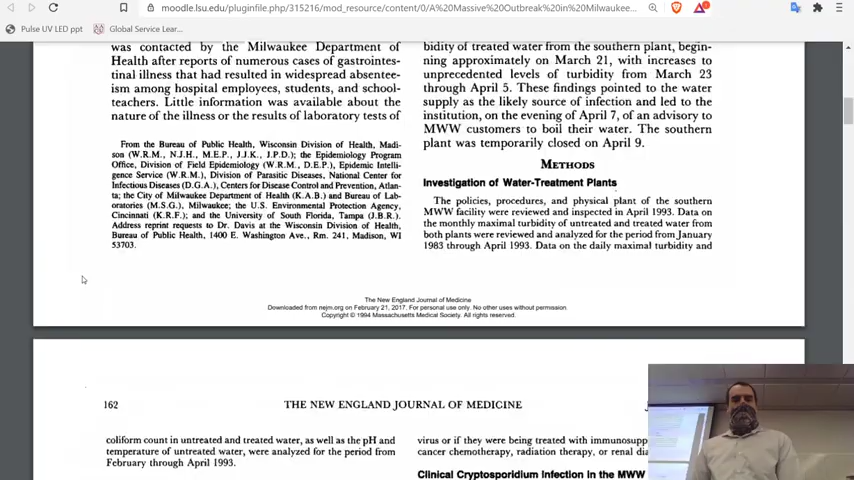 moodle.lsu.edu/pluginfile.php/315216/mod_resource/content/0/A%20Massive%20Outbreak%20in%20Milwaukee...
Pulse UV LED ppt
Global Service Lear...
was contacted by the Milwaukee Department of
Health after reports of numerous cases of gastrointes-
tinal illness that had resulted in widespread absentee-
ism among hospital employees, students, and school-
teachers. Little information was available about the
nature of the illness or the results of laboratory tests of
From the Bureau of Public Health, Wisconsin Division of Health, Madi-
son (W.R.M., N.J.H., M.E.P., J.J.K., J.P.D.); the Epidemiology Program
Office, Division of Field Epidemiology (W.R.M., D.E.P.), Epidemic Intelli-
gence Service (W.R.M.), Division of Parasitic Diseases, National Center for
Infectious Diseases (D.G.A.), Centers for Disease Control and Prevention, Atlan-
ta; the City of Milwaukee Department of Health (K.A.B.) and Bureau of Lab-
oratories (M.S.G.), Milwaukee; the U.S. Environmental Protection Agency,
Cincinnati (K.R.F.); and the University of South Florida, Tampa (J.B.R.).
Address reprint requests to Dr. Davis at the Wisconsin Division of Health,
Bureau of Public Health, 1400 E. Washington Ave., Rm. 241, Madison, WI
53703.
bidity of treated water from the southern plant, begin-
ning approximately on March 21, with increases to
unprecedented levels of turbidity from March 23
through April 5. These findings pointed to the water
supply as the likely source of infection and led to the
institution, on the evening of April 7, of an advisory to
MWW customers to boil their water. The southern
plant was temporarily closed on April 9.
METHODS
Investigation of Water-Treatment Plants
The policies, procedures, and physical plant of the southern
MWW facility were reviewed and inspected in April 1993. Data on
the monthly maximal turbidity of untreated and treated water from
both plants were reviewed and analyzed for the period from January
1983 through April 1993. Data on the daily maximal turbidity and
The New England Journal of Medicine
Downloaded from nejm.org on February 21, 2017. For personal use only. No other uses without permission.
Copyright © 1994 Massachusetts Medical Society. All rights reserved.
162
THE NEW ENGLAND JOURNAL OF MEDICINE
coliform count in untreated and treated water, as well as the pH and
temperature of untreated water, were analyzed for the period from
February through April 1993.
virus or if they were being treated with immunosup
cancer chemotherapy, radiation therapy, or renal dia
Clinical Cryptosporidium Infection in the MWW